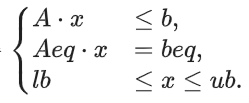 A · x ≤ b,
Aeq · x = beq,
lb ≤ x ≤ ub.